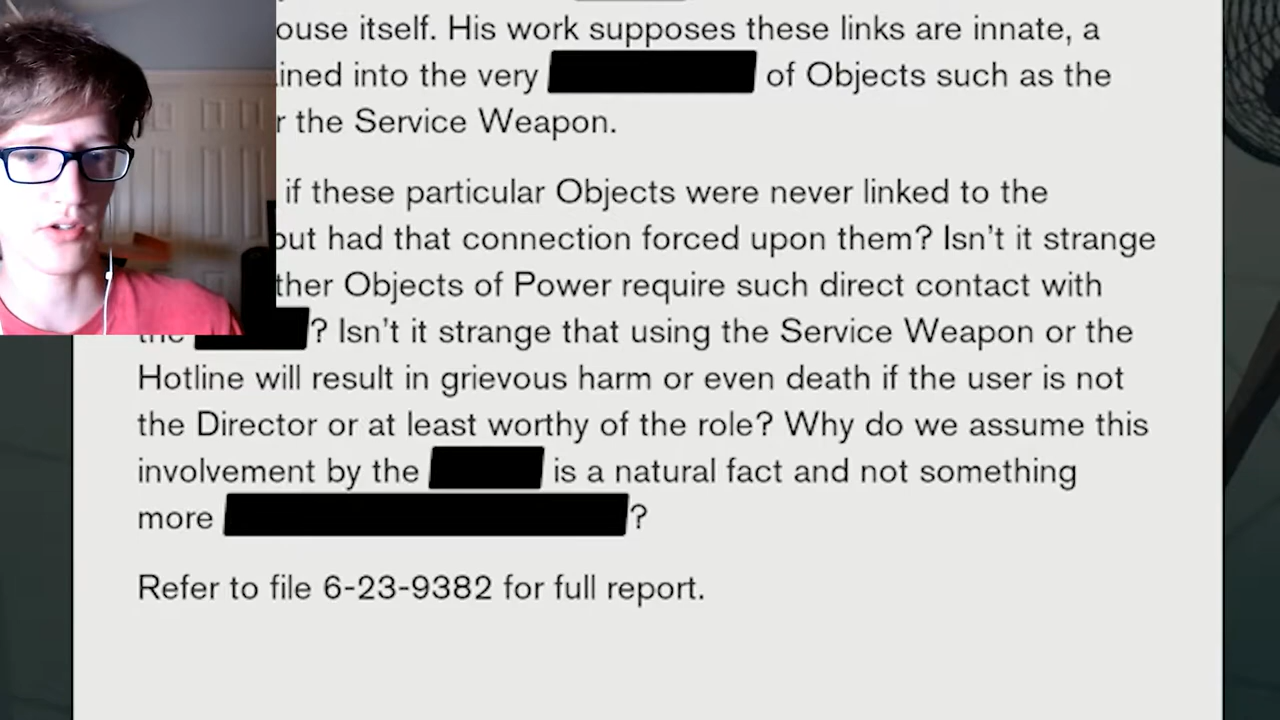 itself. His work supposes these links are innate, a
into the very of Objects such as the
the Service Weapon.
if these particular Objects were never linked to the
but had that connection forced upon them? Isn't it strange
Objects of Power require such direct contact with
the ? Isn't it strange that using the Service Weapon or the
Hotline will result in grievous harm or even death if the user is not
the Director or at least worthy of the role? Why do we assume this
involvement by the is a natural fact and not something
more ?
Refer to file 6-23-9382 for full report.